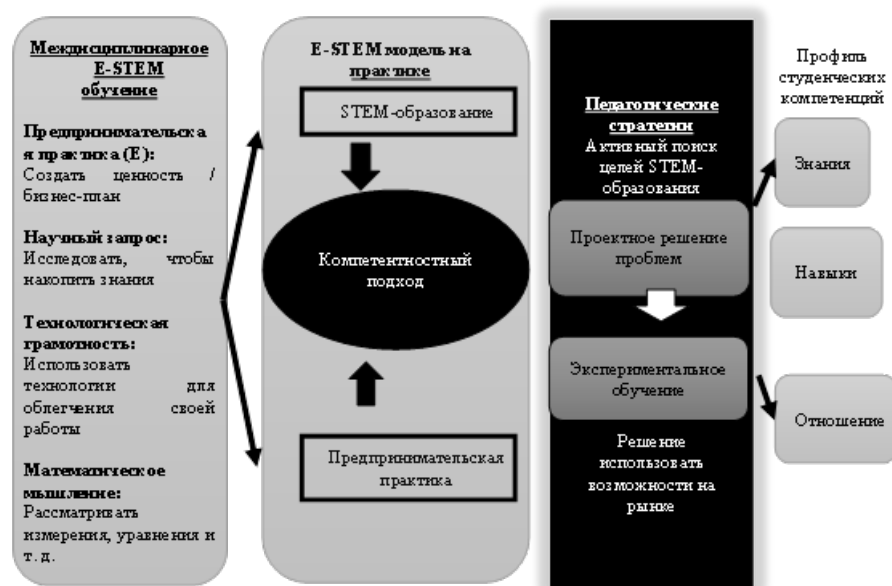 Междисциплинарное
E-STEM
обучение
Предпринимательска
я практика (Е):
Создать ценность /
бизнес-план
Научный запрос:
Исследовать, чтобы
накопить знания
Технологическая
грамотность:
Использовать
технологии для
облегчения своей
работы
Математическое
мышление:
Рассматривать
измерения, уравнения и
т. д.
E-STEM модель на
практике
STEM-образование
Компетентностный
подход
Предпринимательская
практика
Педагогические
стратегии
Активный поиск
целей STEM-
образования
Проектное решение
проблем
Экспериментальное
обучение
Решение
использовать
возможности на
рынке
Профиль
студенческих
компетенций
Знания
Навыки
Отношение